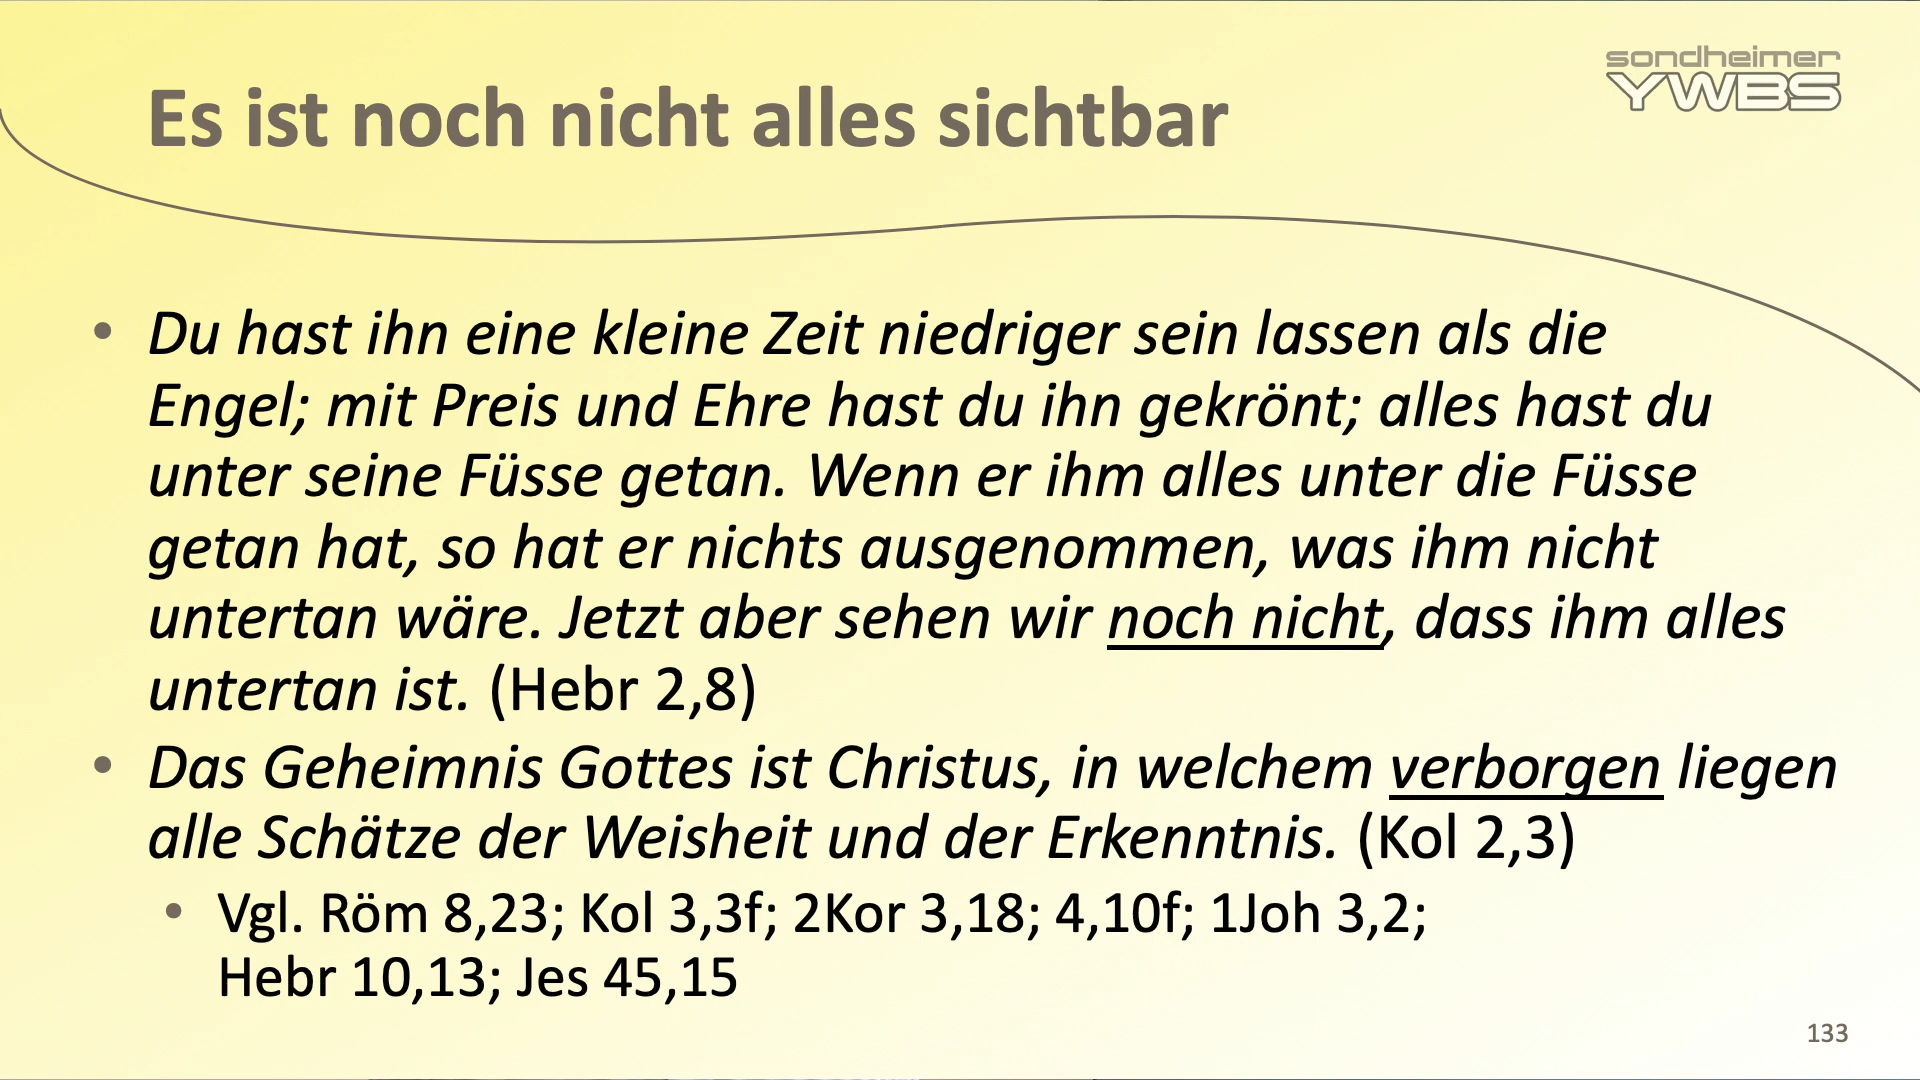 sondheimer
YWBS
Es ist noch nicht alles sichtbar
• Du hast ihn eine kleine Zeit niedriger sein lassen als die
Engel; mit Preis und Ehre hast du ihn gekrönt; alles hast du
unter seine Füsse getan. Wenn er ihm alles unter die Füsse
getan hat, so hat er nichts ausgenommen, was ihm nicht
untertan wäre. Jetzt aber sehen wir noch nicht, dass ihm alles
untertan ist. (Hebr 2,8)
• Das Geheimnis Gottes ist Christus, in welchem verborgen liegen
alle Schätze der Weisheit und der Erkenntnis. (Kol 2,3)
• Vgl. Röm 8,23; Kol 3,3f; 2Kor 3,18; 4,10f; 1Joh 3,2;
Hebr 10,13; Jes 45,15
133